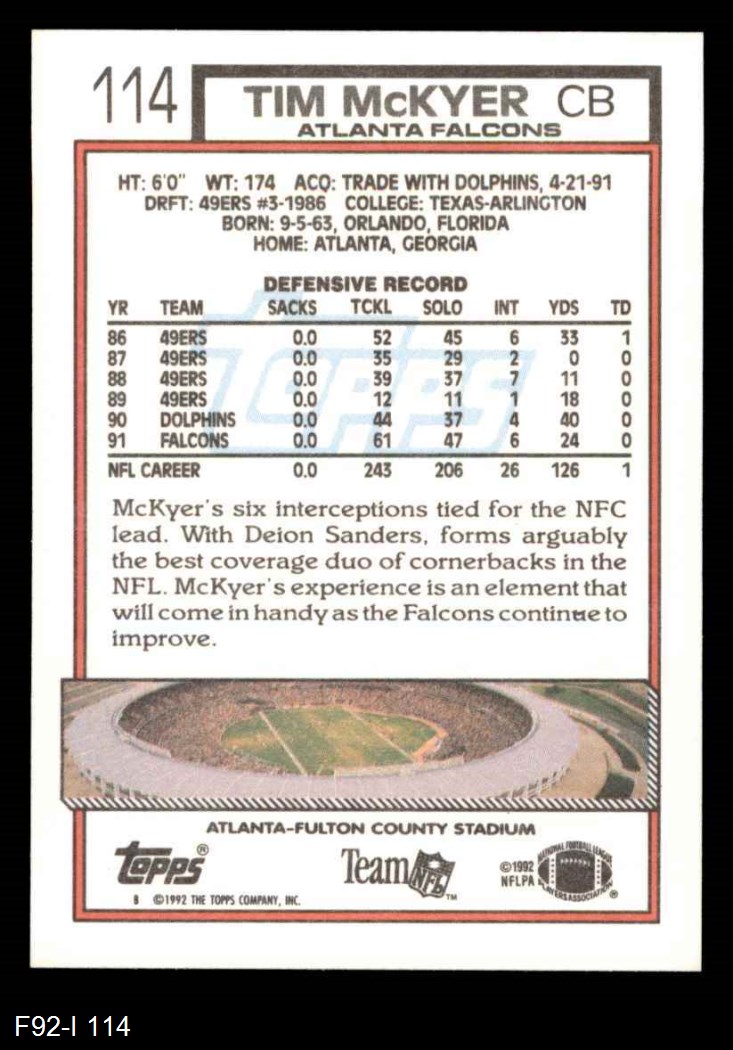 114
TIM McKYER CB
ATLANTA FALCONS
HT: 6'0" WT: 174 ACQ: TRADE WITH DOLPHINS, 4-21-91
DRFT: 49ERS #3-1986 COLLEGE: TEXAS-ARLINGTON
BORN: 9-5-63, ORLANDO, FLORIDA
HOME: ATLANTA, GEORGIA
DEFENSIVE RECORD
YR TEAM SACKS TCKL SOLO INT YDS TD
86 49ERS 0.0 52 45 6 33 1
87 49ERS 0.0 35 29 2 0 0
88 49ERS 0.0 39 37 7 11 0
89 49ERS 0.0 12 11 1 18 0
90 DOLPHINS 0.0 44 37 4 40 0
91 FALCONS 0.0 61 47 6 24 0
NFL CAREER 0.0 243 206 26 126 1
Topps
McKyer's six interceptions tied for the NFC
lead. With Deion Sanders, forms arguably
the best coverage duo of cornerbacks in the
NFL. McKyer's experience is an element that
will come in handy as the Falcons continue to
improve.
ATLANTA-FULTON COUNTY STADIUM
Topps®
B ©1992 THE TOPPS COMPANY, INC.
Team NFL™
©1992
NFLPA
NATIONAL FOOTBALL LEAGUE
PLAYERS ASSOCIATION ®
F92-I 114